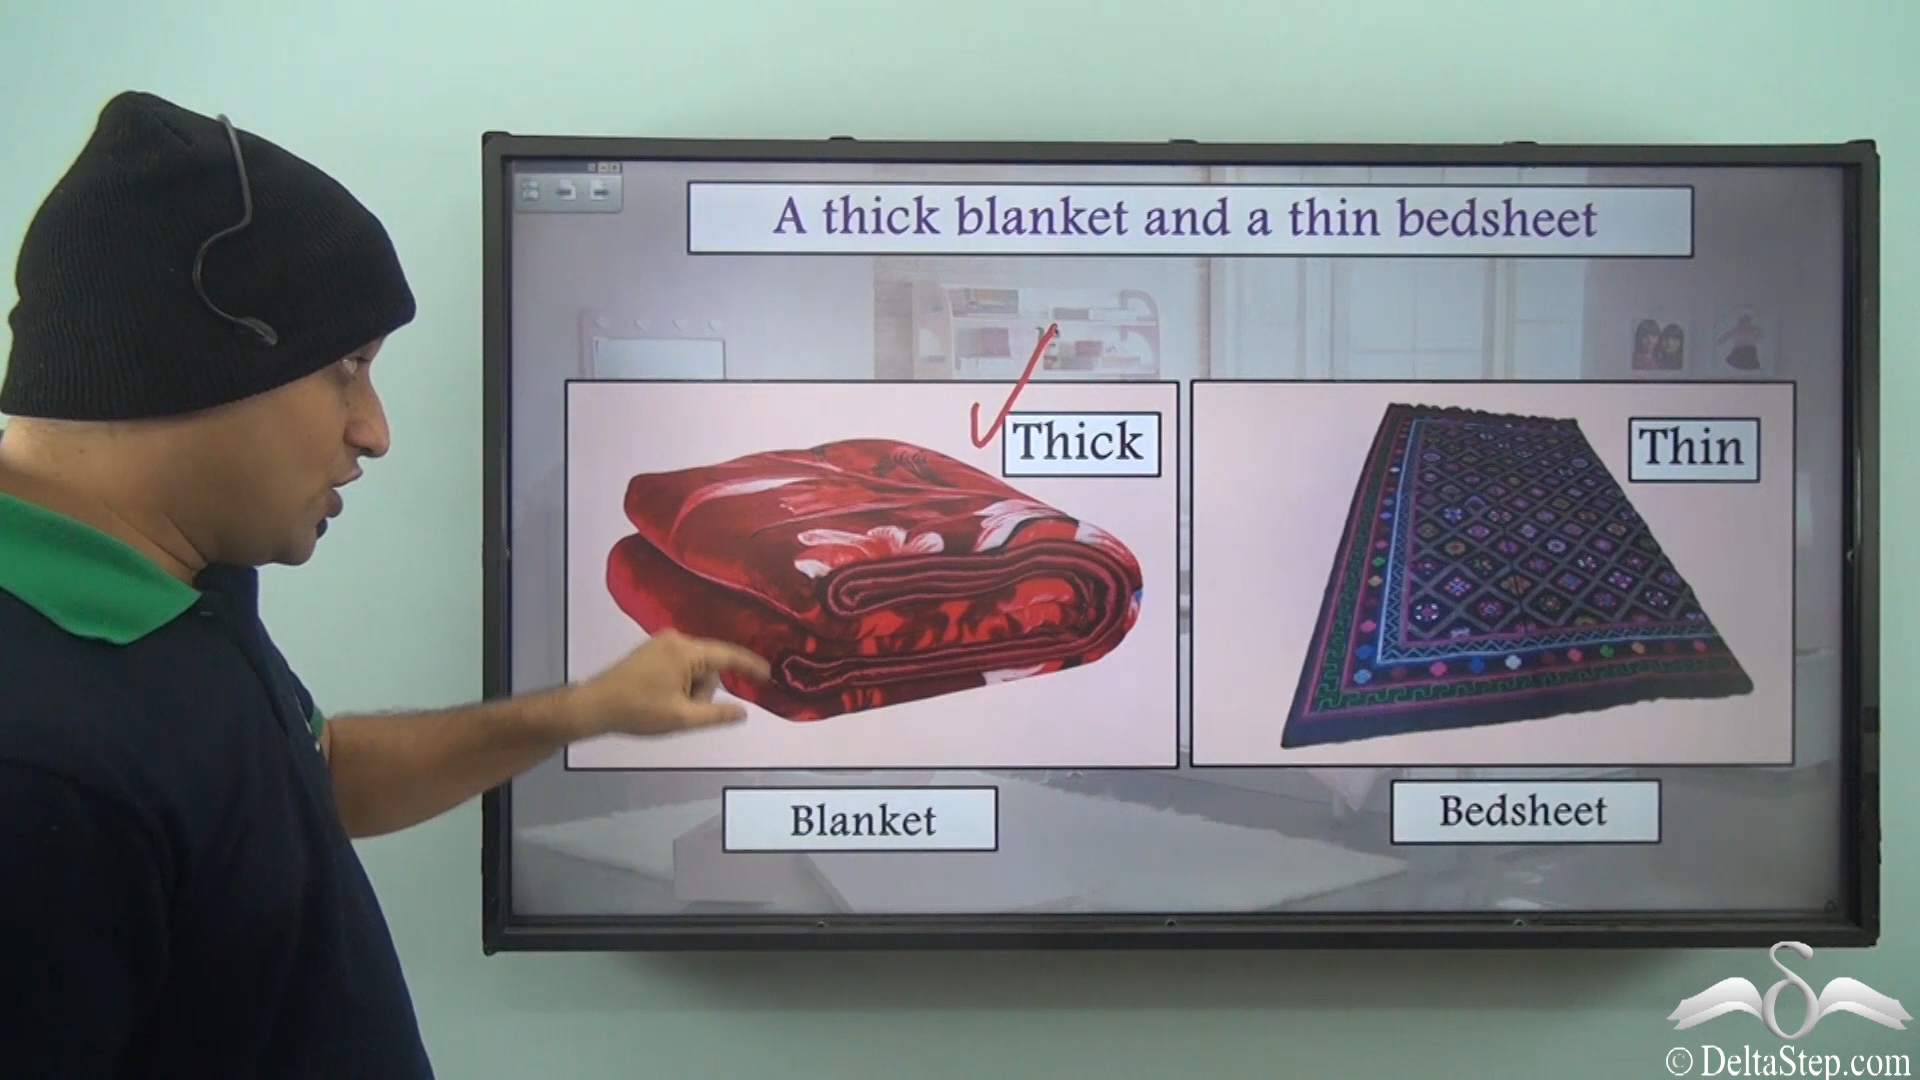 A thick blanket and a thin bedsheet
Thick
Thin
Blanket
Bedsheet
© DeltaStep.com